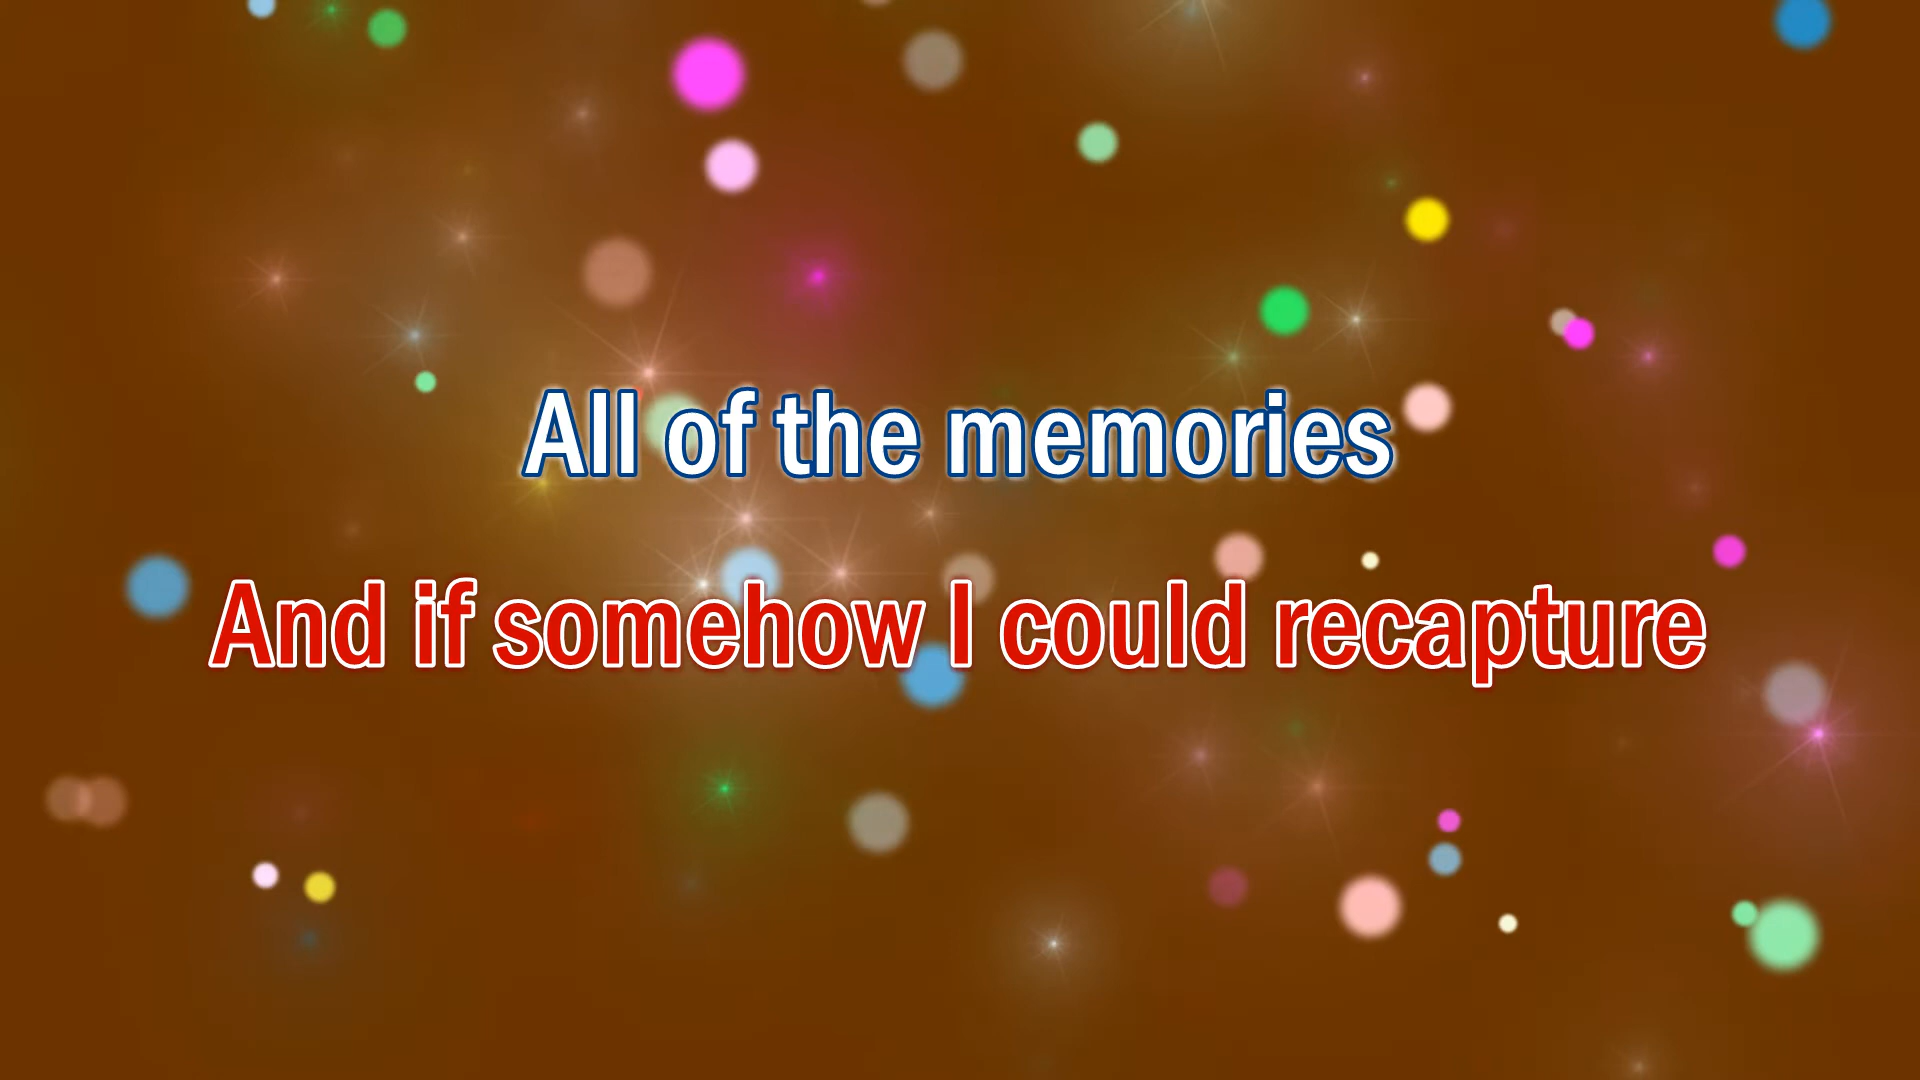 All of the memories
And if somehow I could recapture